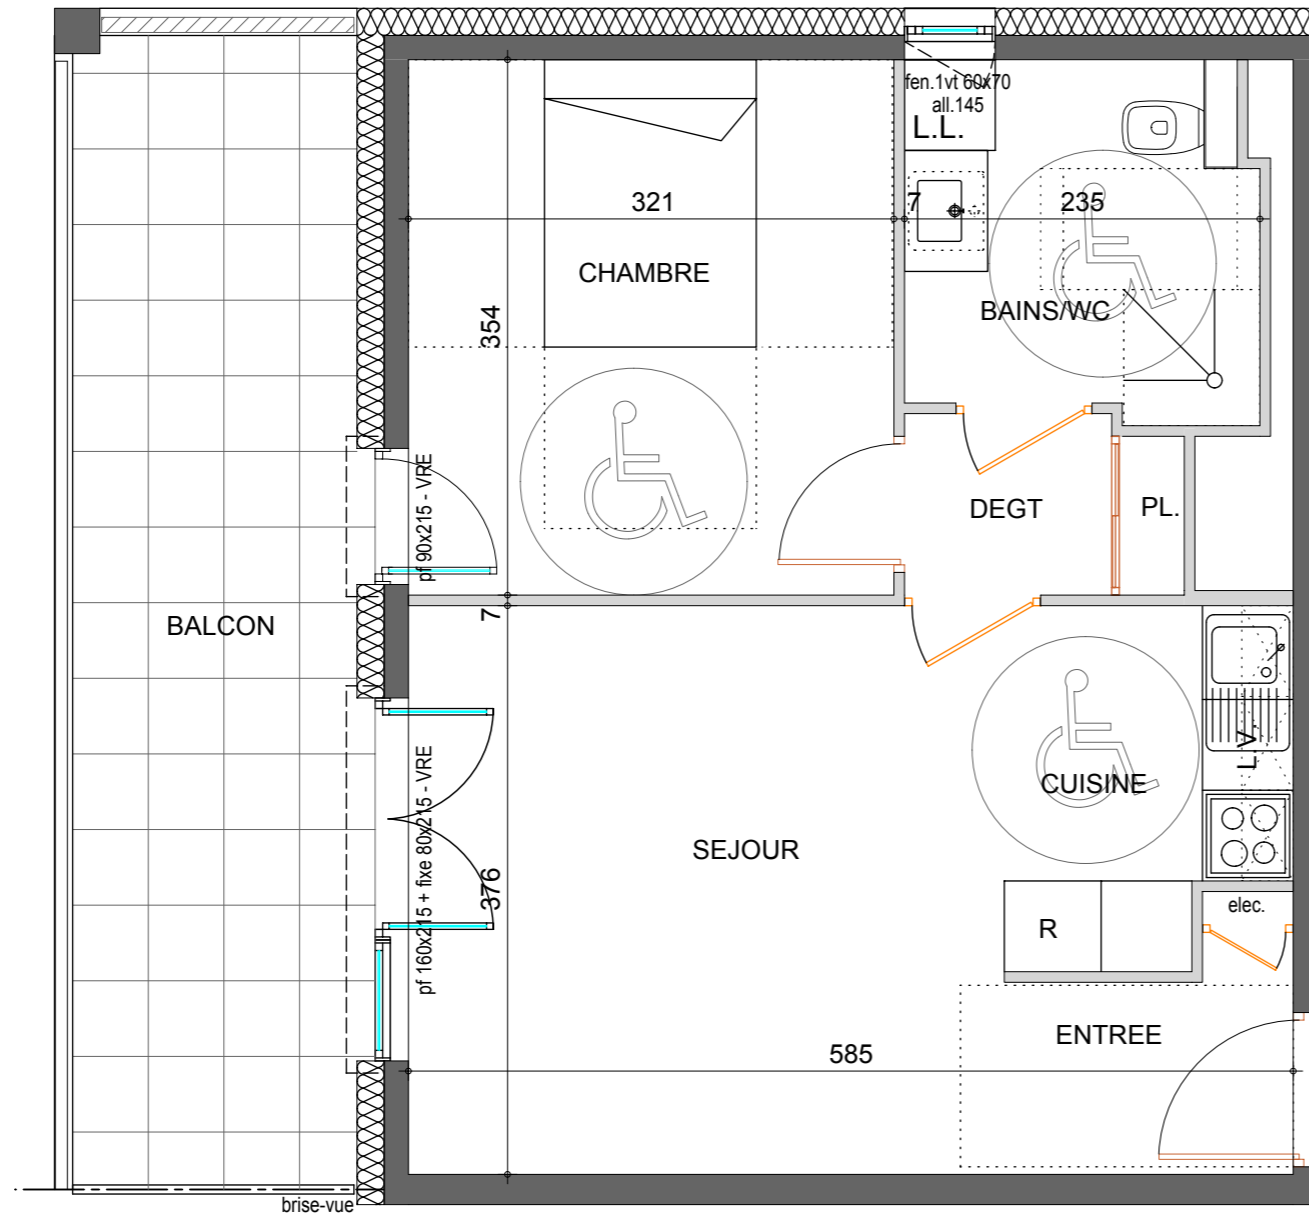 fen.1vt 60x70
all.145
L.L.
321
7
235
CHAMBRE
BAINS/WC
354
pf 90x215 - VRE
DEGT
PL.
7
BALCON
L.V.
CUISINE
SEJOUR
376
pf 160x215 + fixe 80x215 - VRE
elec.
R
ENTREE
585
brise-vue